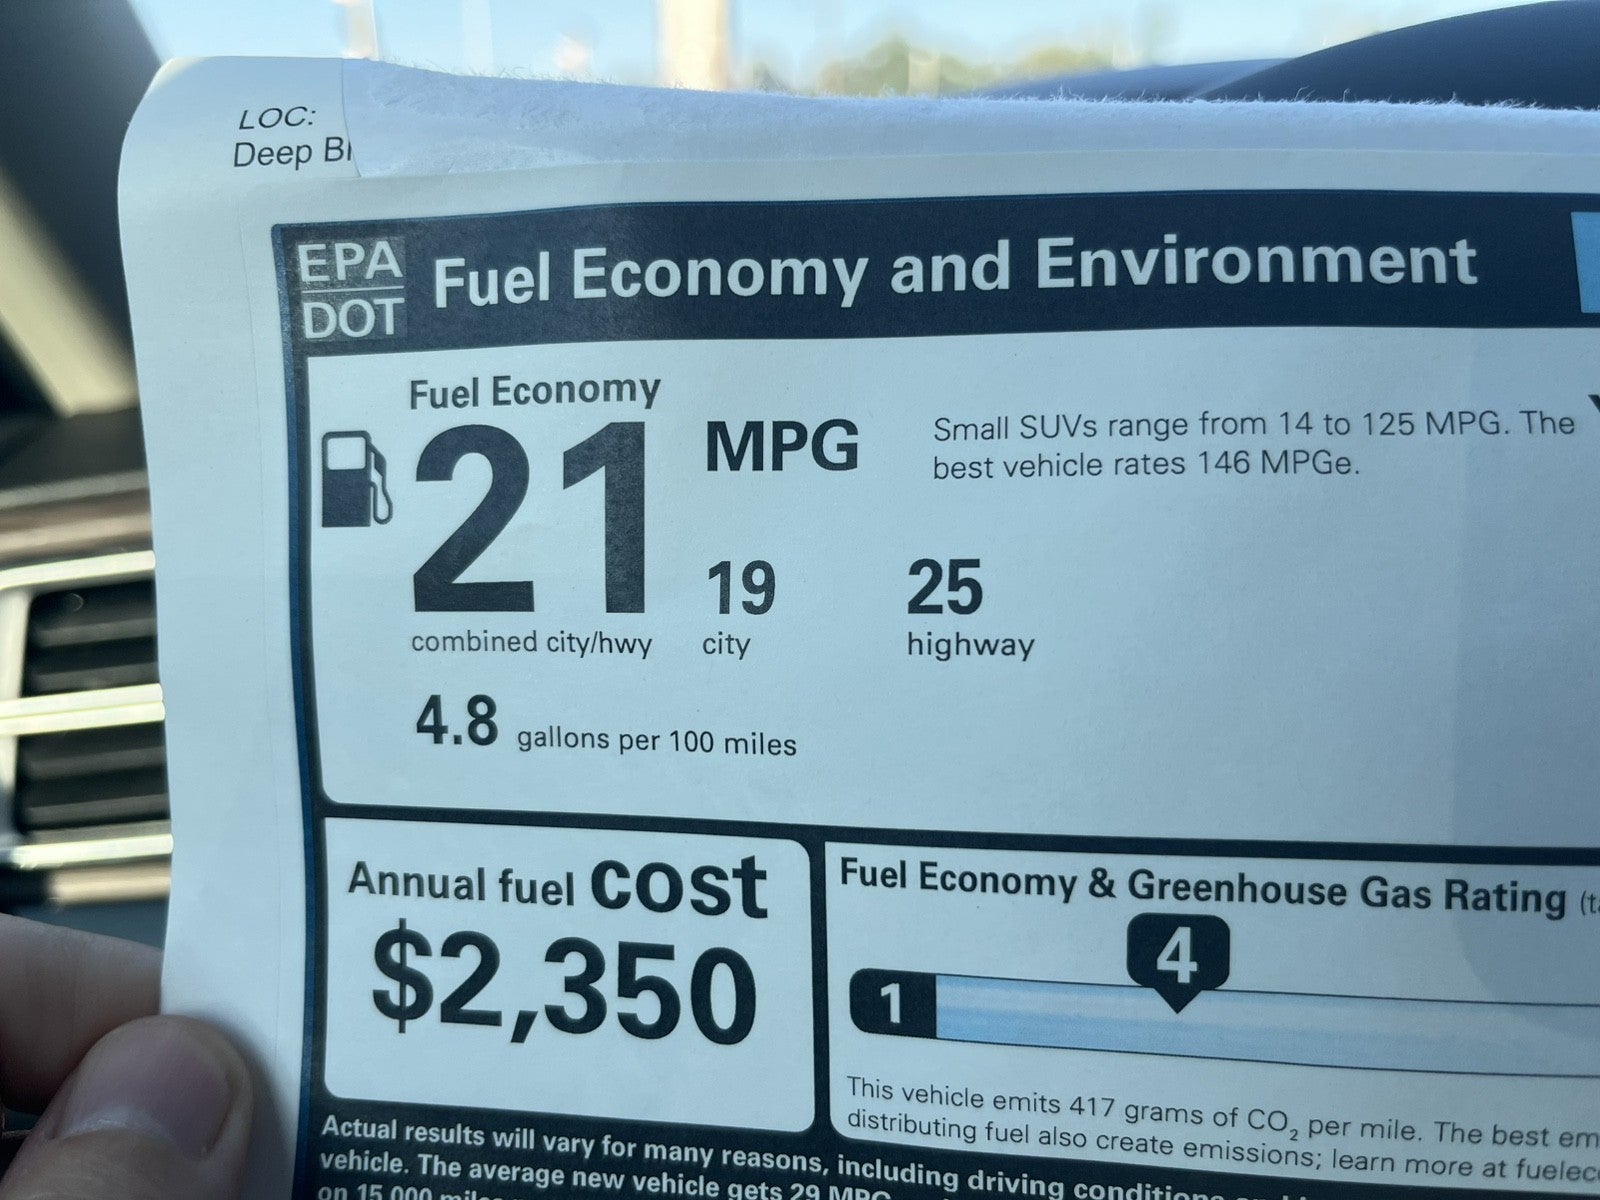 LOC:
Deep
EPA
DOT
Fuel Economy and Environment
Fuel Economy
21 MPG
Small SUVs range from 14 to 125 MPG. The
best vehicle rates 146 MPGe.
19
city
25
highway
combined city/hwy
4.8 gallons per 100 miles
Annual fuel cost
$2,350
Fuel Economy & Greenhouse Gas Rating
4
1
This vehicle emits 417 grams of CO₂ per mile. The best
distributing fuel also create emissions; learn more at
Actual results will vary for many reasons, including driving conditions
vehicle. The average new vehicle gets 29 MPG
on 15,000